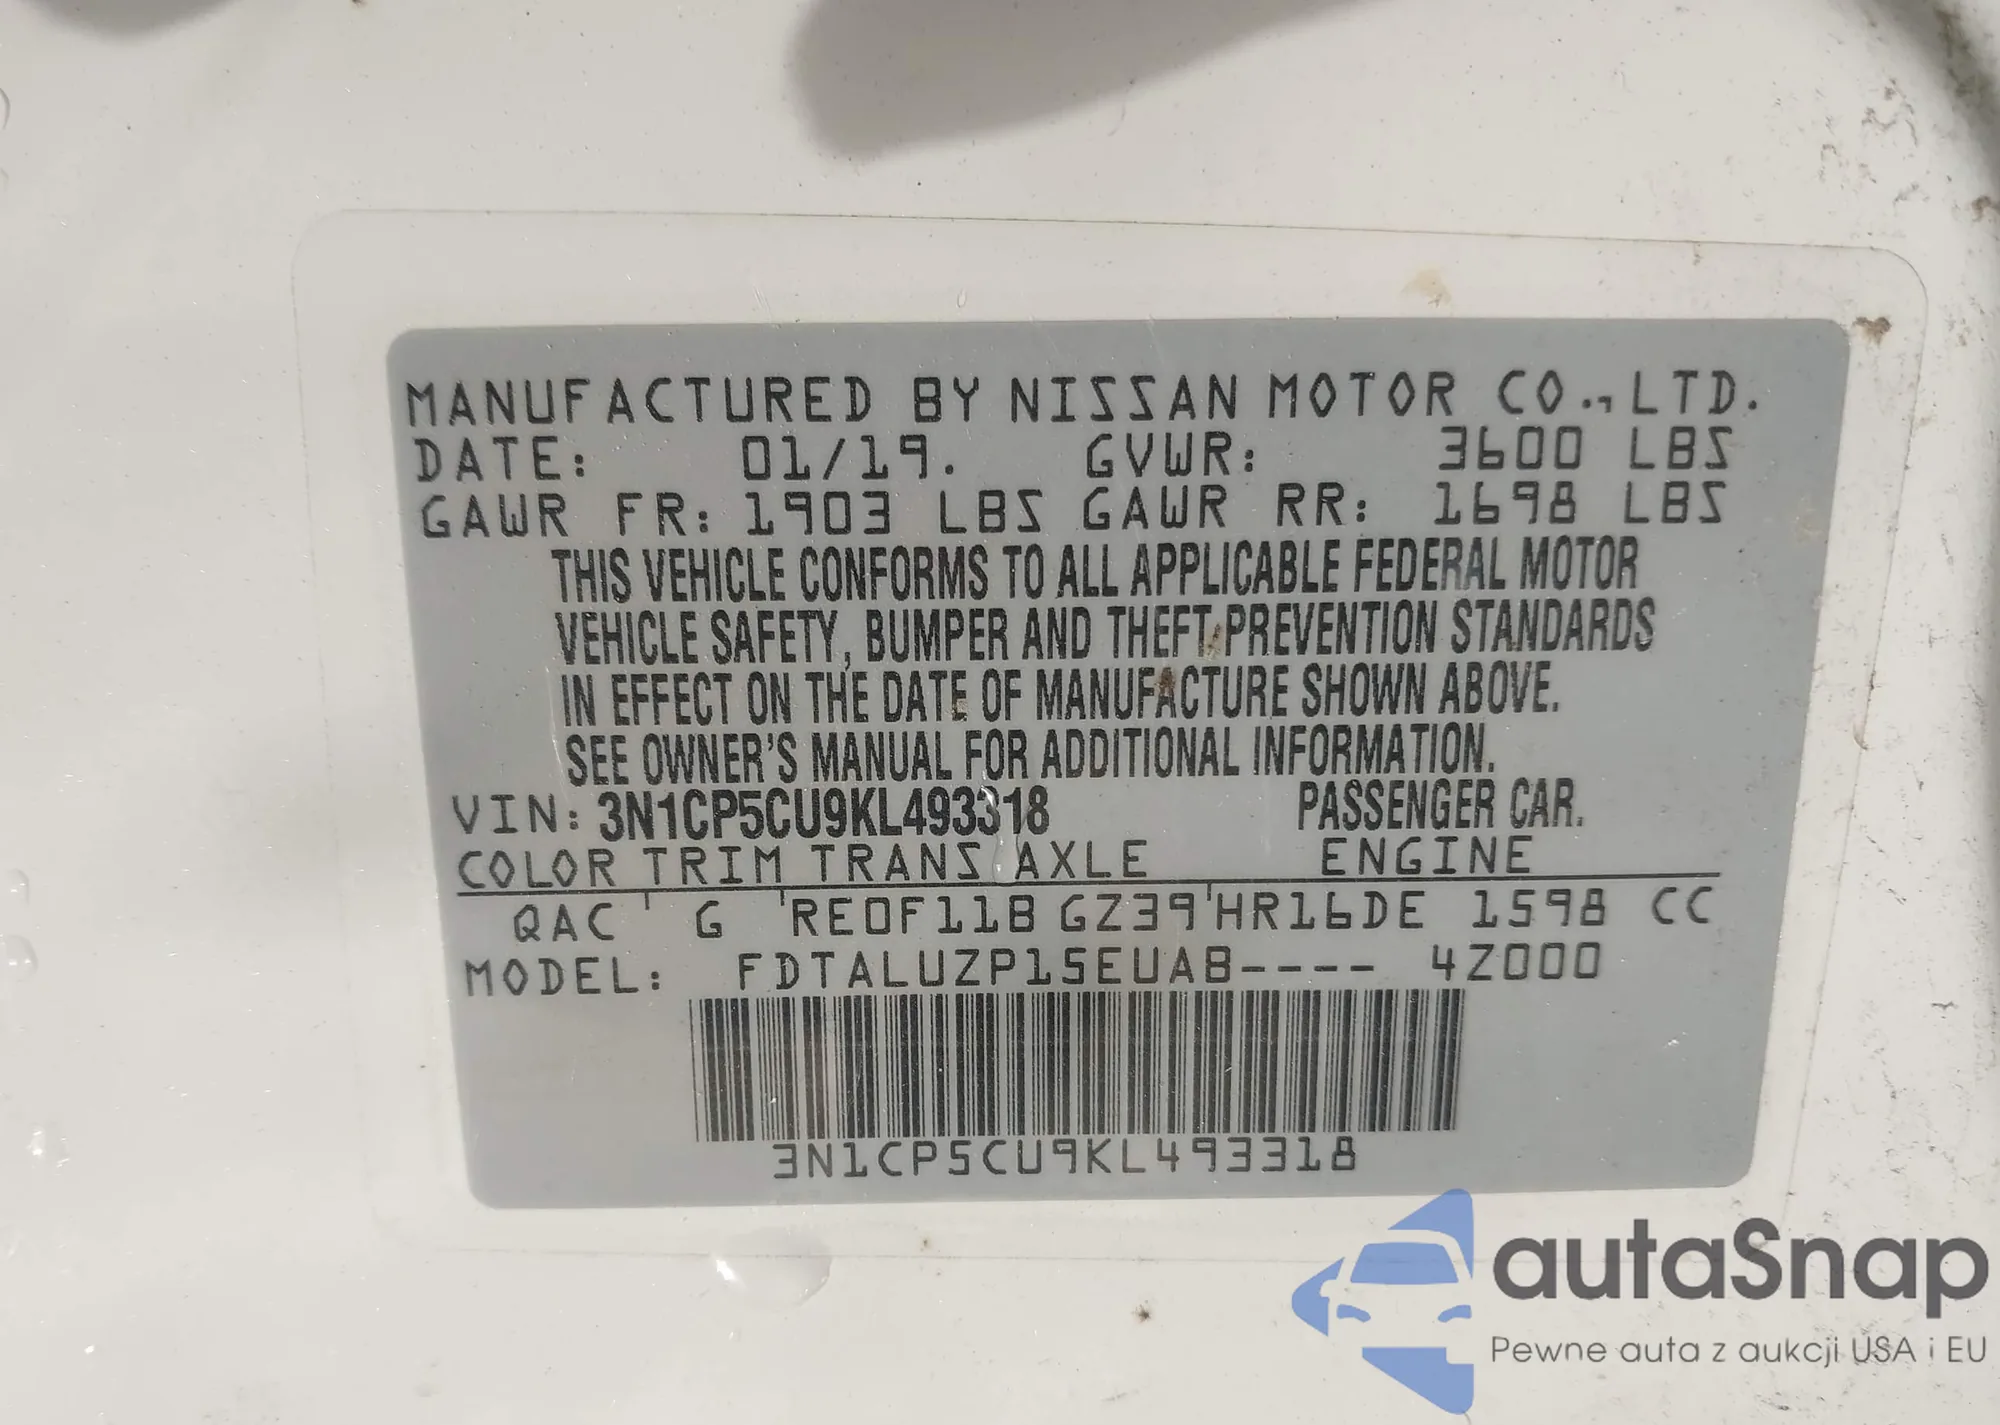 MANUFACTURED BY NISSAN MOTOR CO., LTD.
DATE: 01/19. GVWR: 3600 LBS
GAWR FR: 1903 LBS GAWR RR: 1698 LBS
THIS VEHICLE CONFORMS TO ALL APPLICABLE FEDERAL MOTOR
VEHICLE SAFETY, BUMPER AND THEFT PREVENTION STANDARDS
IN EFFECT ON THE DATE OF MANUFACTURE SHOWN ABOVE.
SEE OWNER'S MANUAL FOR ADDITIONAL INFORMATION.
VIN: 3N1CP5CU9KL493318 PASSENGER CAR.
COLOR TRIM TRANS AXLE ENGINE
QAC G RE0F11B GZ39 HR16DE 1598 CC
MODEL: FDTALUZP15EUAB---- 4Z000
3N1CP5CU9KL493318
autaSnap
Pewne auta z aukcji USA i EU